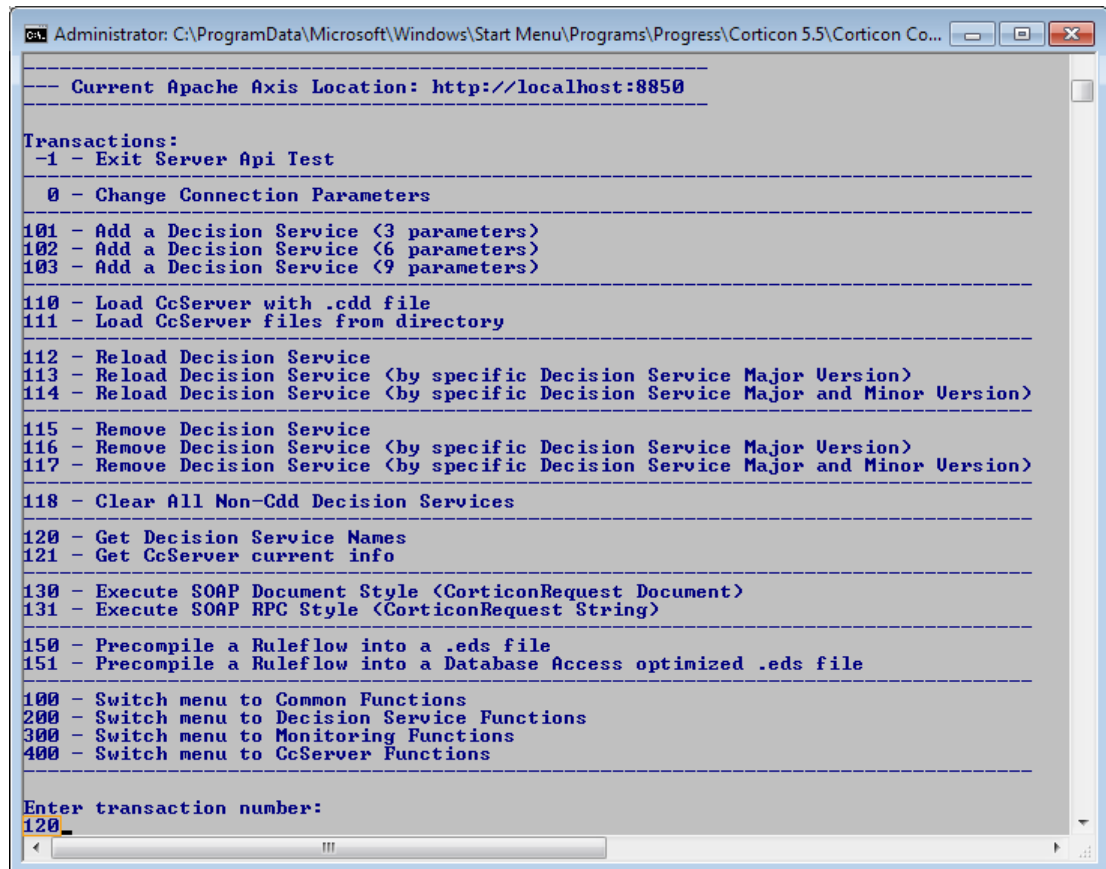 Administrator: C:\ProgramData\Microsoft\Windows\Start Menu\Programs\Progress\Corticon 5.5\Corticon Co...
--- Current Apache Axis Location: http://localhost:8850
Transactions:
-1 - Exit Server Api Test
0 - Change Connection Parameters
101 - Add a Decision Service (3 parameters)
102 - Add a Decision Service (6 parameters)
103 - Add a Decision Service (9 parameters)
110 - Load CcServer with .cdd file
111 - Load CcServer files from directory
112 - Reload Decision Service
113 - Reload Decision Service (by specific Decision Service Major Version)
114 - Reload Decision Service (by specific Decision Service Major and Minor Version)
115 - Remove Decision Service
116 - Remove Decision Service (by specific Decision Service Major Version)
117 - Remove Decision Service (by specific Decision Service Major and Minor Version)
118 - Clear All Non-Cdd Decision Services
120 - Get Decision Service Names
121 - Get CcServer current info
130 - Execute SOAP Document Style (CorticonRequest Document)
131 - Execute SOAP RPC Style (CorticonRequest String)
150 - Precompile a Ruleflow into a .eds file
151 - Precompile a Ruleflow into a Database Access optimized .eds file
100 - Switch menu to Common Functions
200 - Switch menu to Decision Service Functions
300 - Switch menu to Monitoring Functions
400 - Switch menu to CcServer Functions
Enter transaction number:
120